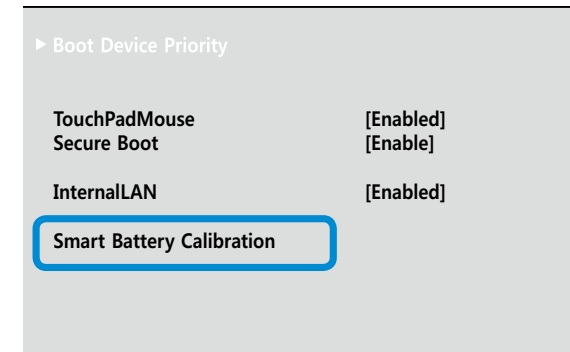 ▶ Boot Device Priority
TouchPadMouse [Enabled]
Secure Boot [Enable]
InternalLAN [Enabled]
Smart Battery Calibration